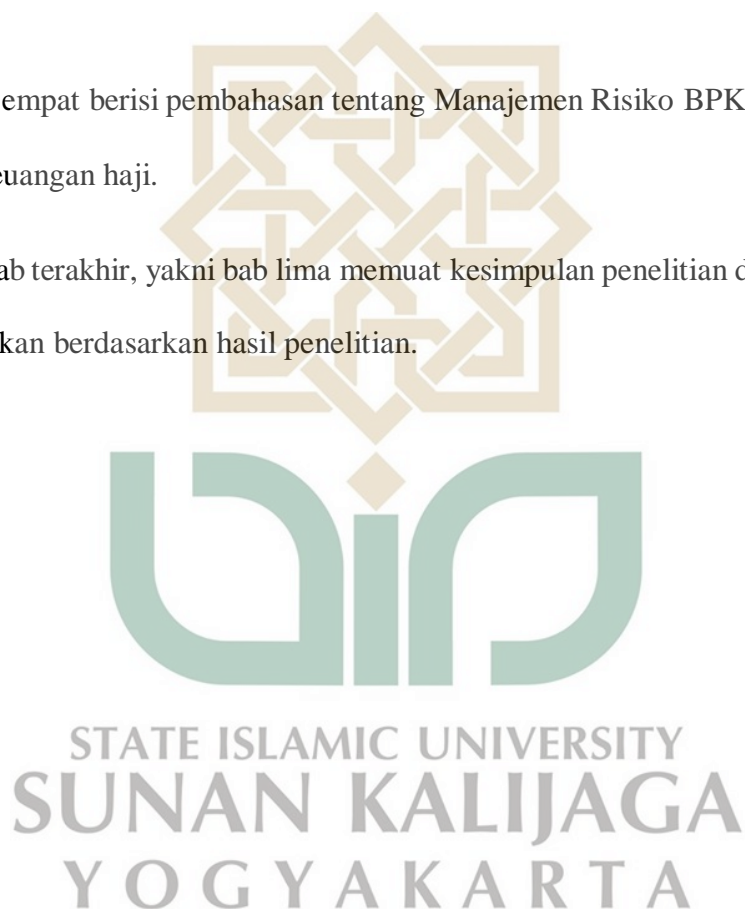 empat berisi pembahasan tentang Manajemen Risiko BPK
euangan haji.
ab terakhir, yakni bab lima memuat kesimpulan penelitian d
kan berdasarkan hasil penelitian.
STATE ISLAMIC UNIVERSITY
SUNAN KALIJAGA
YOGYAKARTA